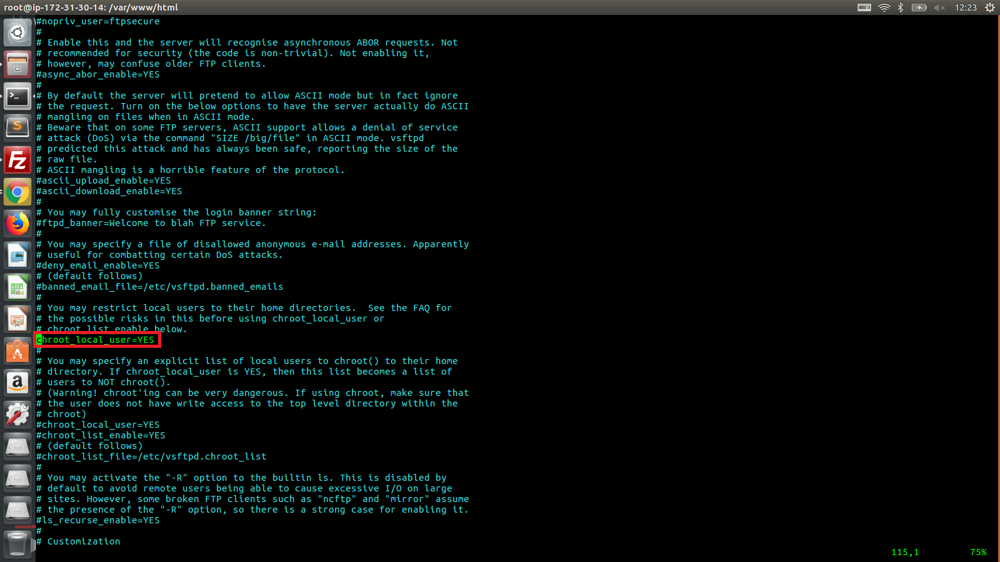 root@ip-172-31-30-14: /var/www/html
12:23
#nopriv_user=ftpsecure
#
# Enable this and the server will recognise asynchronous ABOR requests. Not
# recommended for security (the code is non-trivial). Not enabling it,
# however, may confuse older FTP clients.
#async_abor_enable=YES
#
# By default the server will pretend to allow ASCII mode but in fact ignore
# the request. Turn on the below options to have the server actually do ASCII
# mangling on files when in ASCII mode.
# Beware that on some FTP servers, ASCII support allows a denial of service
# attack (DoS) via the command "SIZE /big/file" in ASCII mode. vsftpd
# predicted this attack and has always been safe, reporting the size of the
# raw file.
# ASCII mangling is a horrible feature of the protocol.
#ascii_upload_enable=YES
#ascii_download_enable=YES
#
# You may fully customise the login banner string:
#ftpd_banner=Welcome to blah FTP service.
#
# You may specify a file of disallowed anonymous e-mail addresses. Apparently
# useful for combatting certain DoS attacks.
#deny_email_enable=YES
# (default follows)
#banned_email_file=/etc/vsftpd.banned_emails
#
# You may restrict local users to their home directories.  See the FAQ for
# the possible risks in this before using chroot_local_user or
# chroot_list_enable below.
chroot_local_user=YES
#
# You may specify an explicit list of local users to chroot() to their home
# directory. If chroot_local_user is YES, then this list becomes a list of
# users to NOT chroot().
# (Warning! chroot'ing can be very dangerous. If using chroot, make sure that
# the user does not have write access to the top level directory within the
# chroot)
#chroot_local_user=YES
#chroot_list_enable=YES
# (default follows)
#chroot_list_file=/etc/vsftpd.chroot_list
#
# You may activate the "-R" option to the builtin ls. This is disabled by
# default to avoid remote users being able to cause excessive I/O on large
# sites. However, some broken FTP clients such as "ncftp" and "mirror" assume
# the presence of the "-R" option, so there is a strong case for enabling it.
#ls_recurse_enable=YES
#
# Customization
115,1 75%